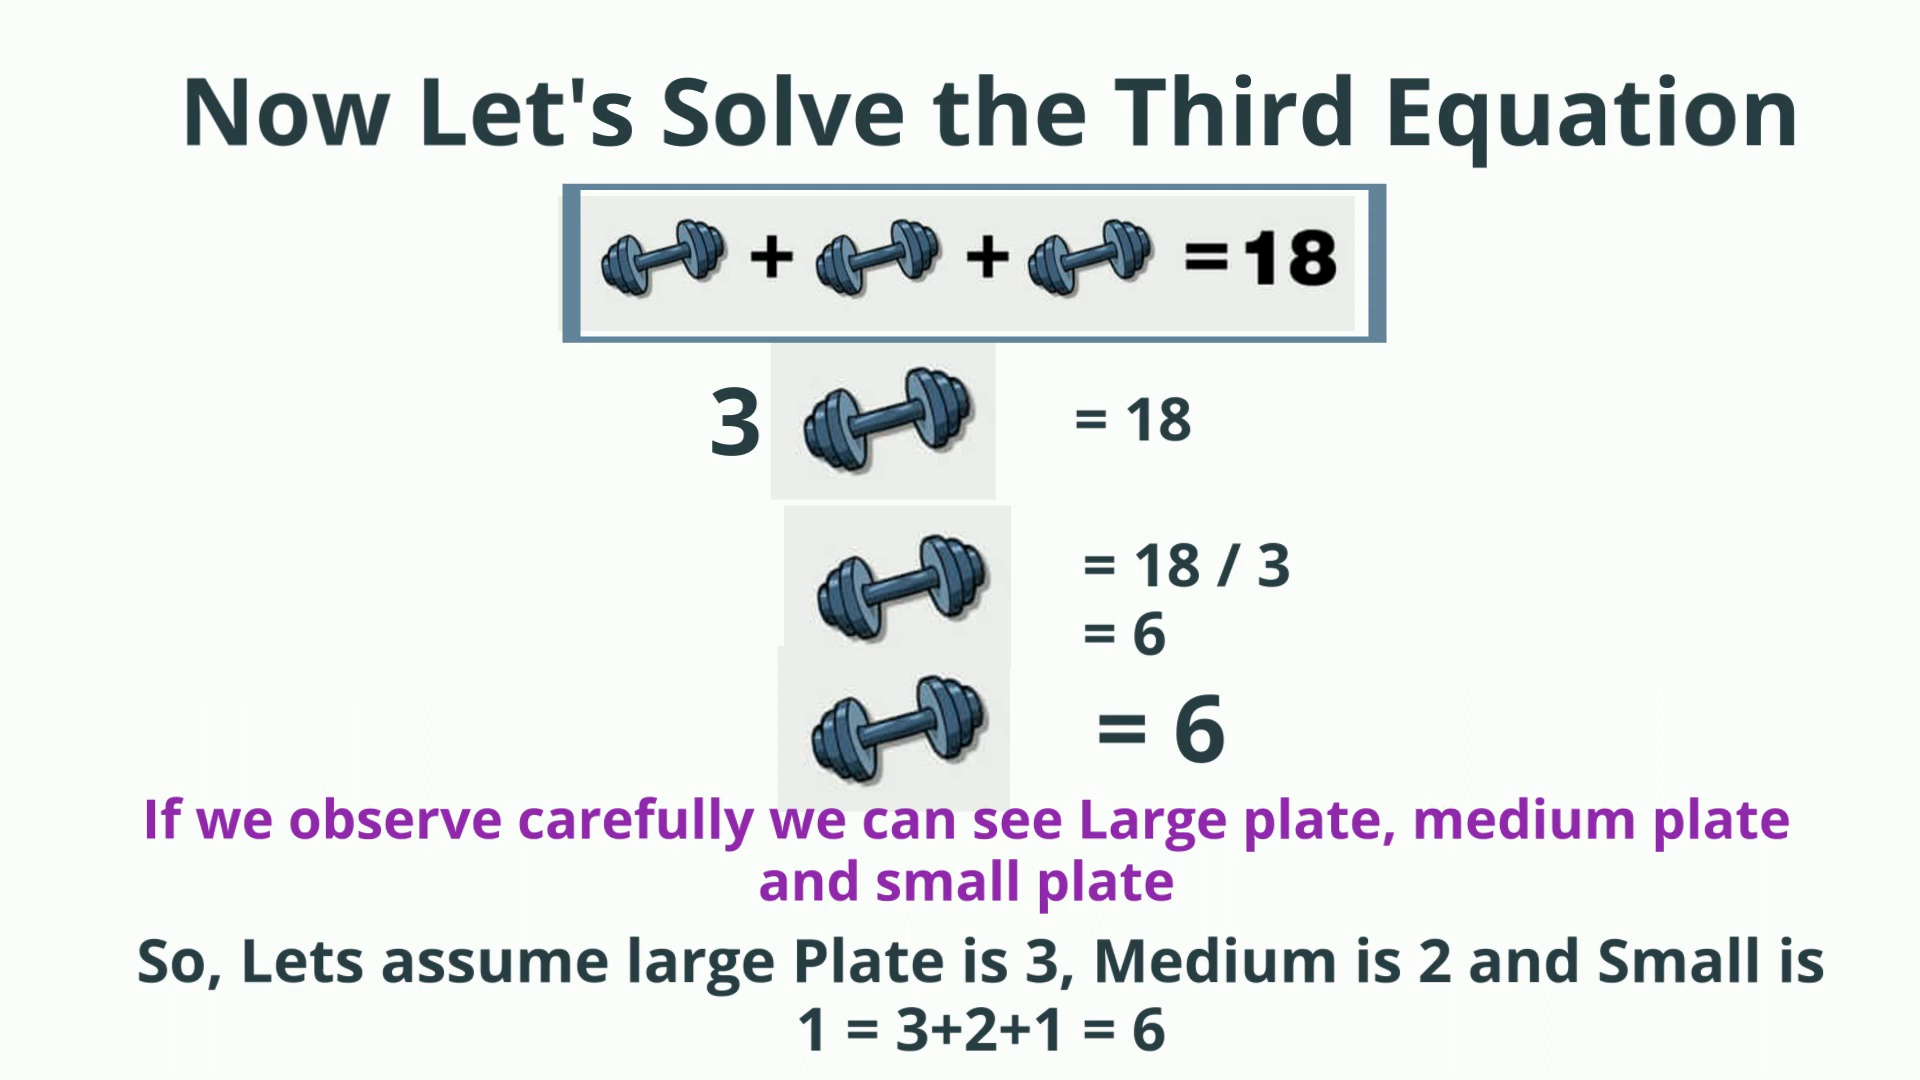 Now Let's Solve the Third Equation
+ + = 18
3 = 18
= 18 / 3
= 6
= 6
If we observe carefully we can see Large plate, medium plate
and small plate
So, Lets assume large Plate is 3, Medium is 2 and Small is
1 = 3+2+1 = 6